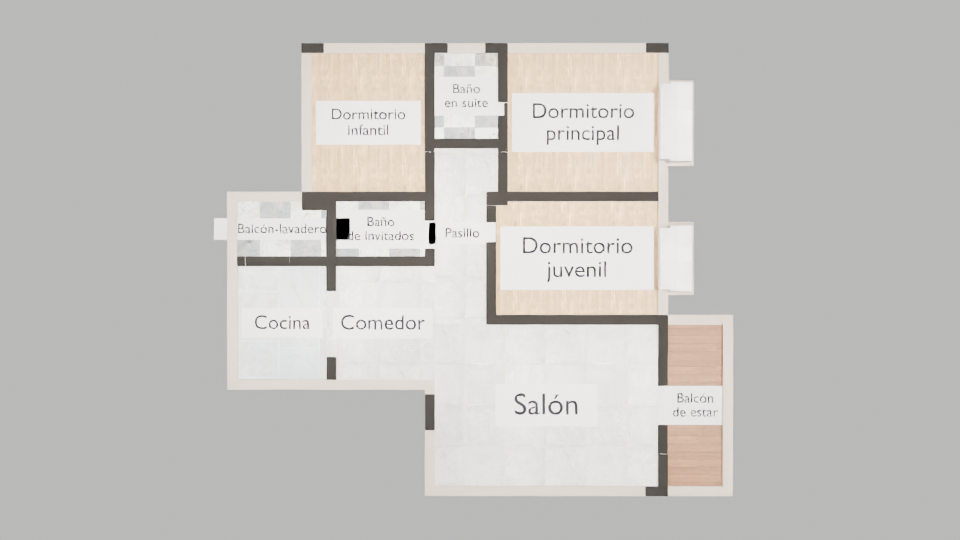 Baño
en suite
Dormitorio
infantil
Dormitorio
principal
Balcón-lavadero
Baño
de invitados
Pasillo
Dormitorio
juvenil
Cocina
Comedor
Salón
Balcón
de estar